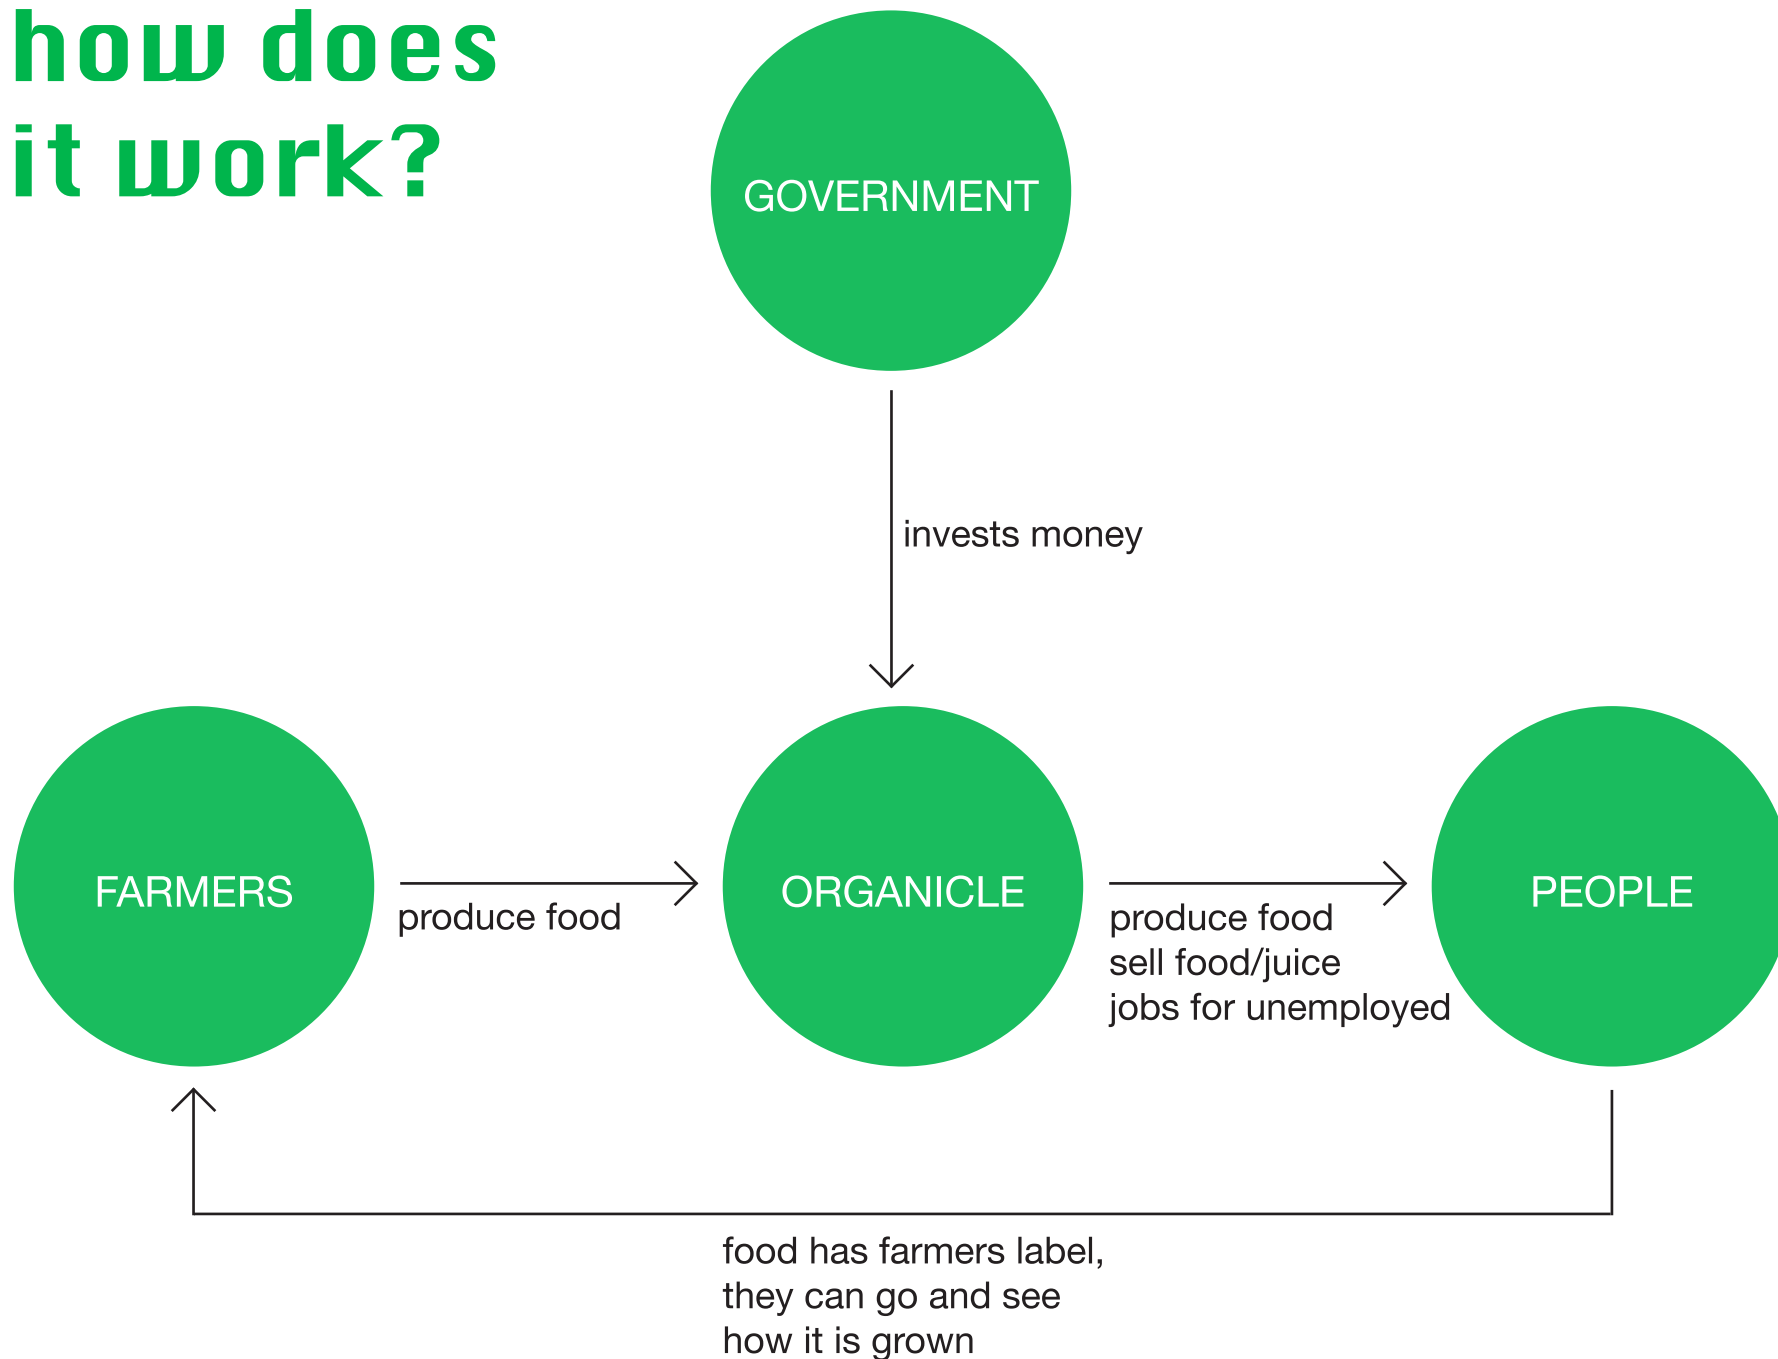 how does
it work?
GOVERNMENT
invests money
FARMERS
produce food
ORGANICLE
produce food
sell food/juice
jobs for unemployed
PEOPLE
food has farmers label,
they can go and see
how it is grown